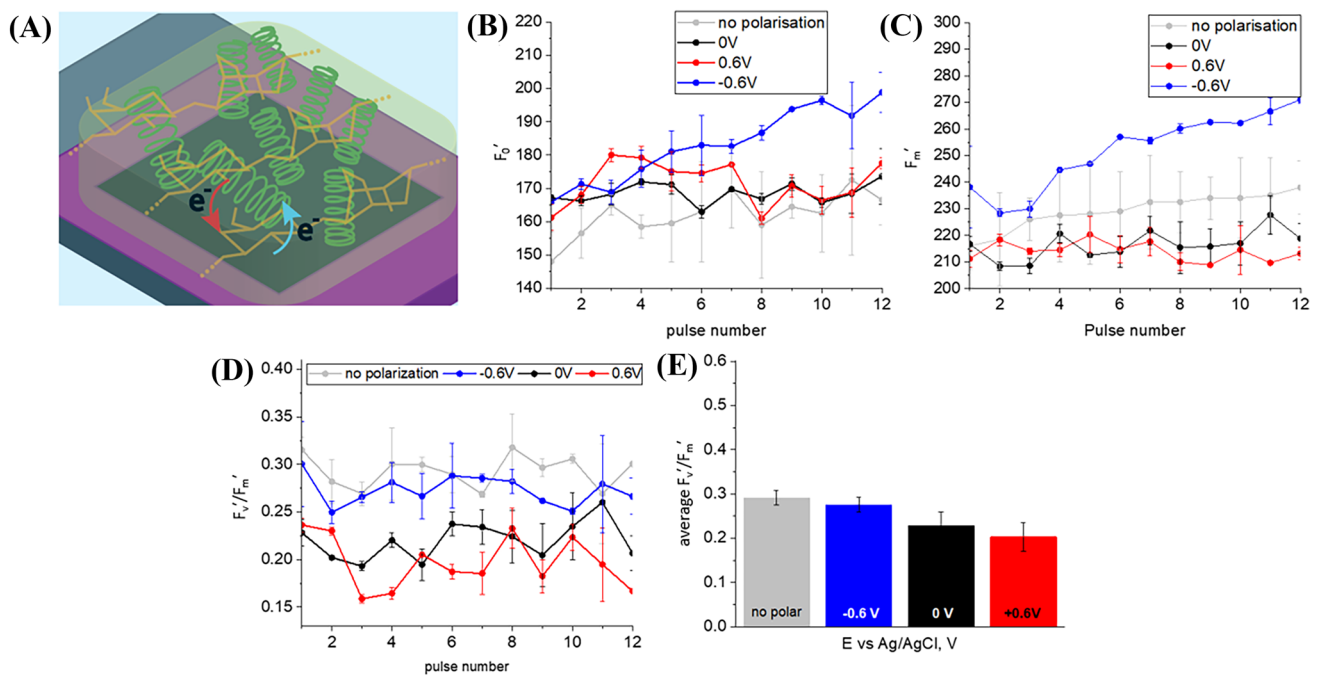 (A)
e-
e-
(B)
no polarisation
0V
0.6V
-0.6V
F0′
220
210
200
190
180
170
160
150
140
2 4 6 8 10 12
pulse number
(C)
no polarisation
0V
0.6V
-0.6V
Fm′
300
290
280
270
260
250
240
230
220
210
200
2 4 6 8 10 12
Pulse number
(D)
no polarization -0.6V 0V 0.6V
Fv′/Fm′
0.40
0.35
0.30
0.25
0.20
0.15
2 4 6 8 10 12
pulse number
(E)
average Fv′/Fm′
0.6
0.5
0.4
0.3
0.2
0.1
0.0
no polar -0.6 V 0 V +0.6V
E vs Ag/AgCl, V